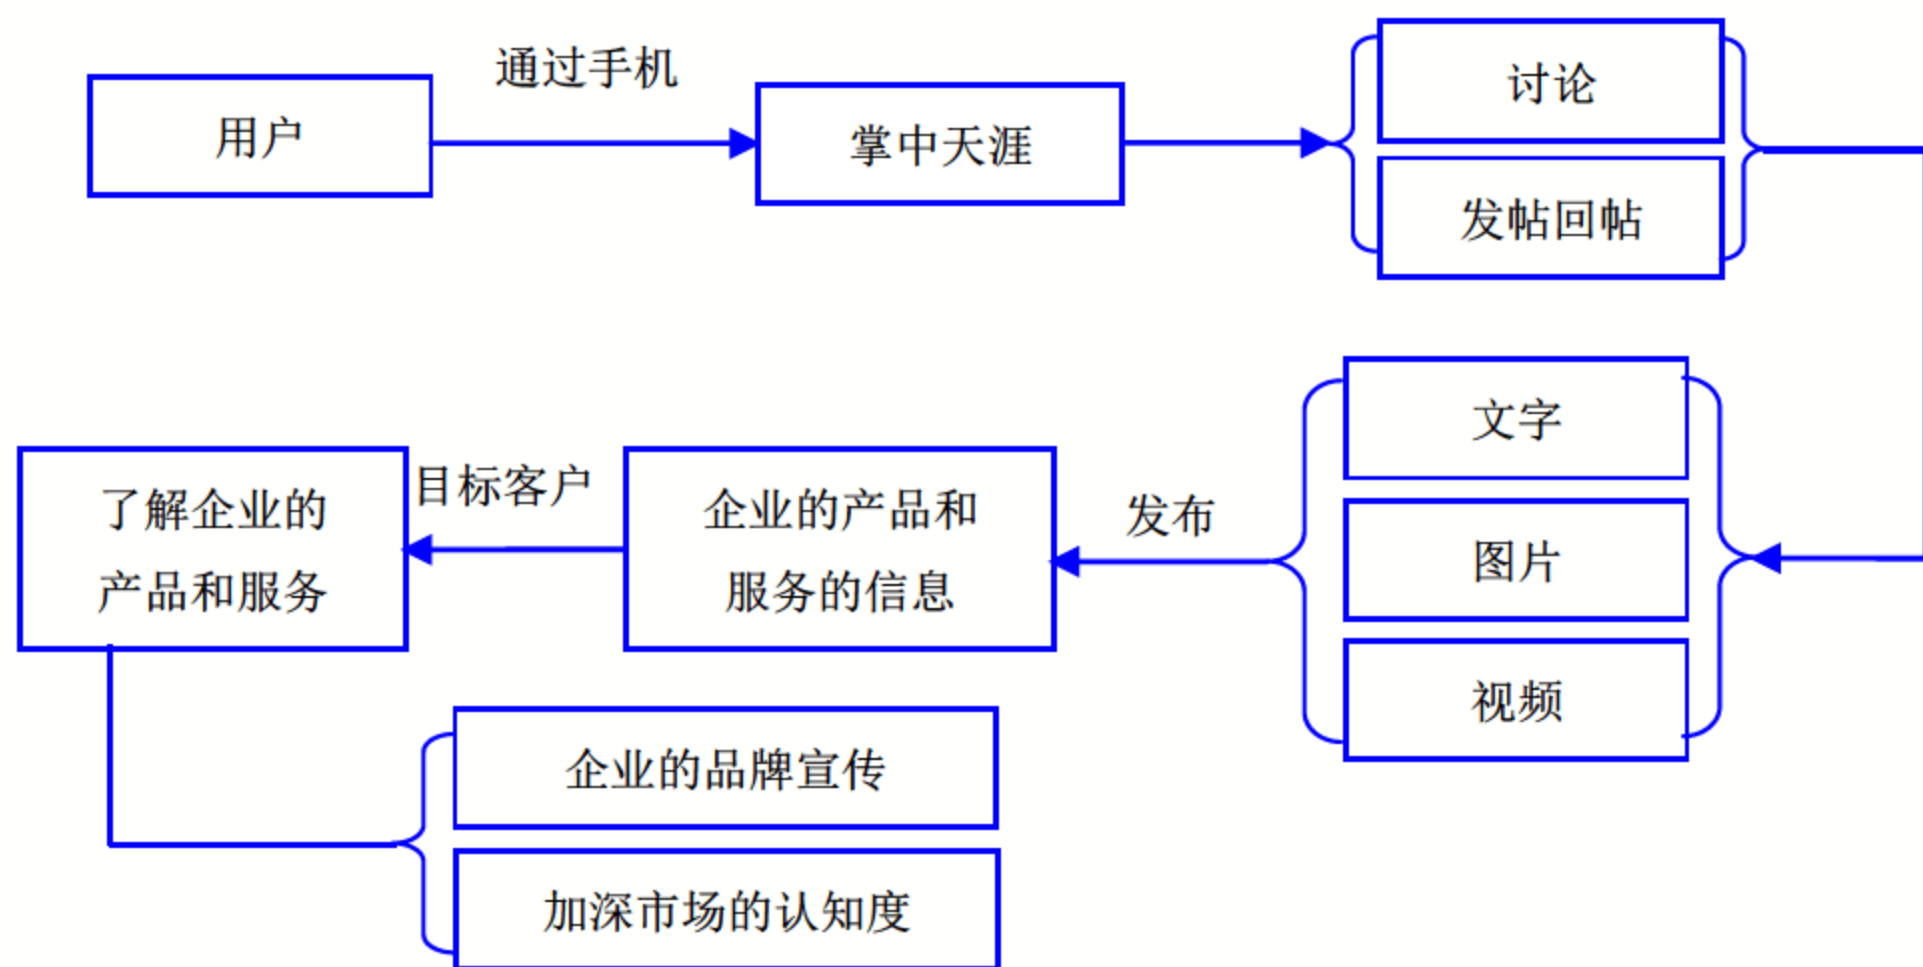 通过手机
用户
掌中天涯
讨论
发帖回帖
文字
图片
视频
发布
企业的产品和
服务的信息
目标客户
了解企业的
产品和服务
企业的品牌宣传
加深市场的认知度